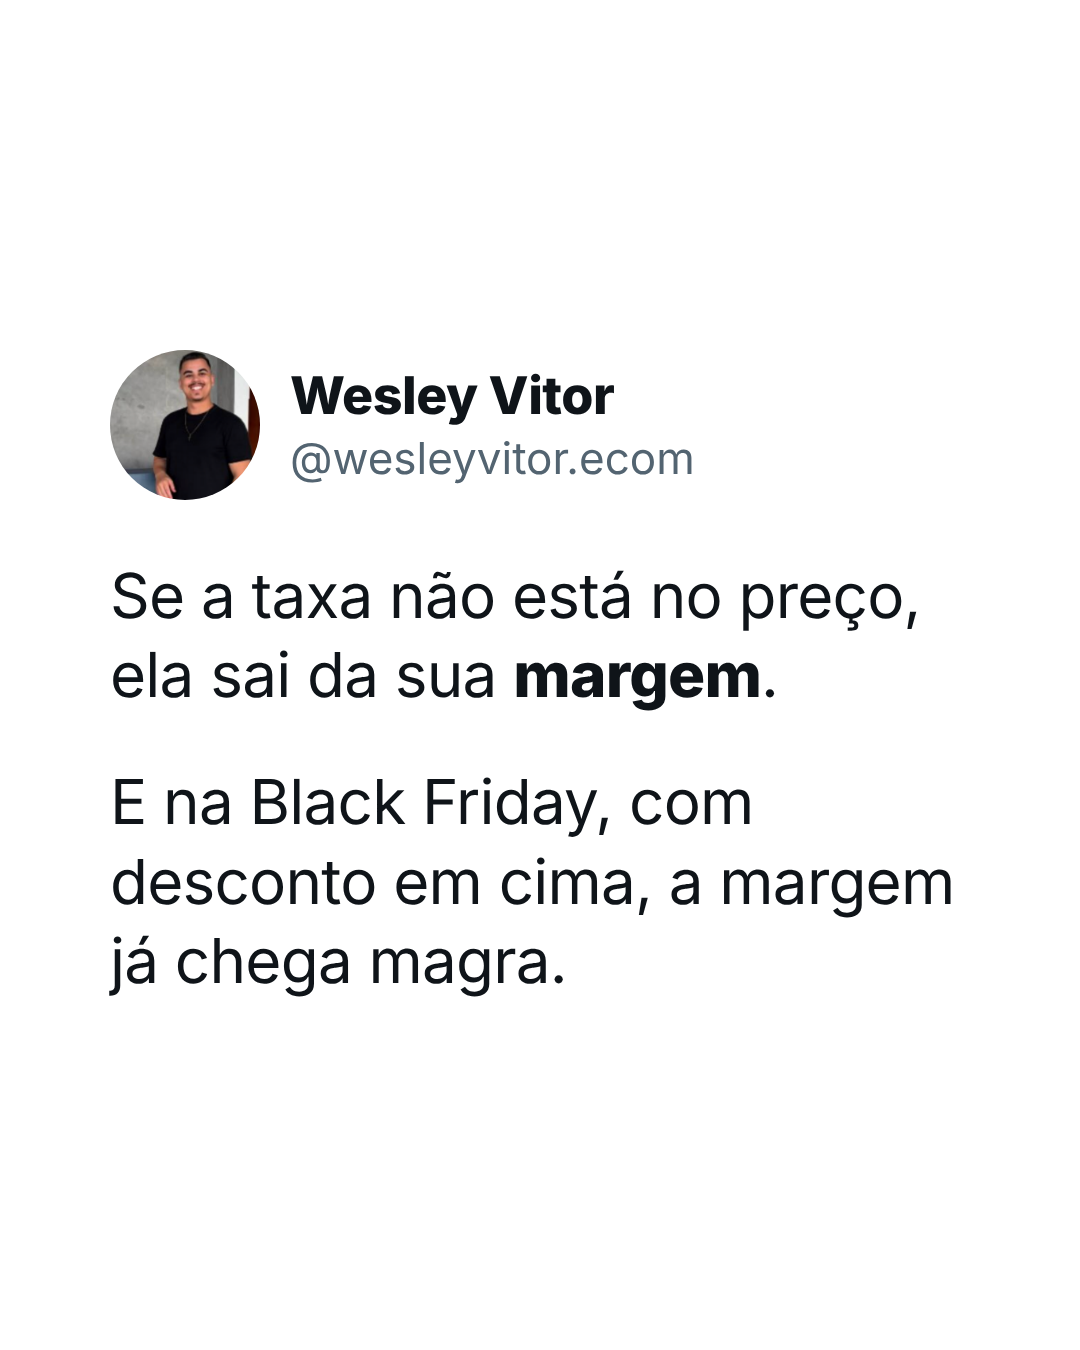 Wesley Vitor
@wesleyvitor.ecom
Se a taxa não está no preço,
ela sai da sua margem.
E na Black Friday, com
desconto em cima, a margem
já chega magra.